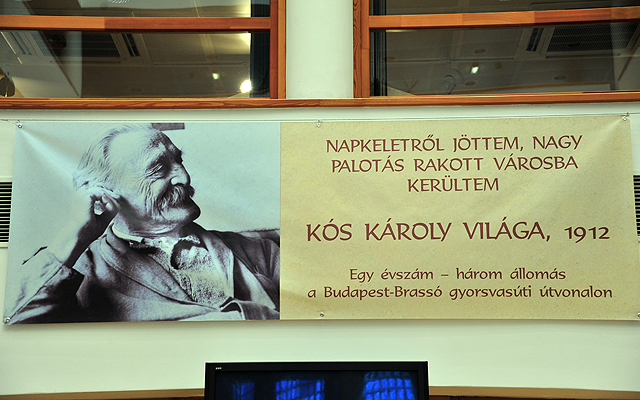 NAPKELETRŐL JÖTTEM, NAGY
PALOTÁS RAKOTT VÁROSBA
KERÜLTEM
KÓS KÁROLY VILÁGA, 1912
Egy évszám – három állomás
a Budapest-Brassó gyorsvasúti útvonalon